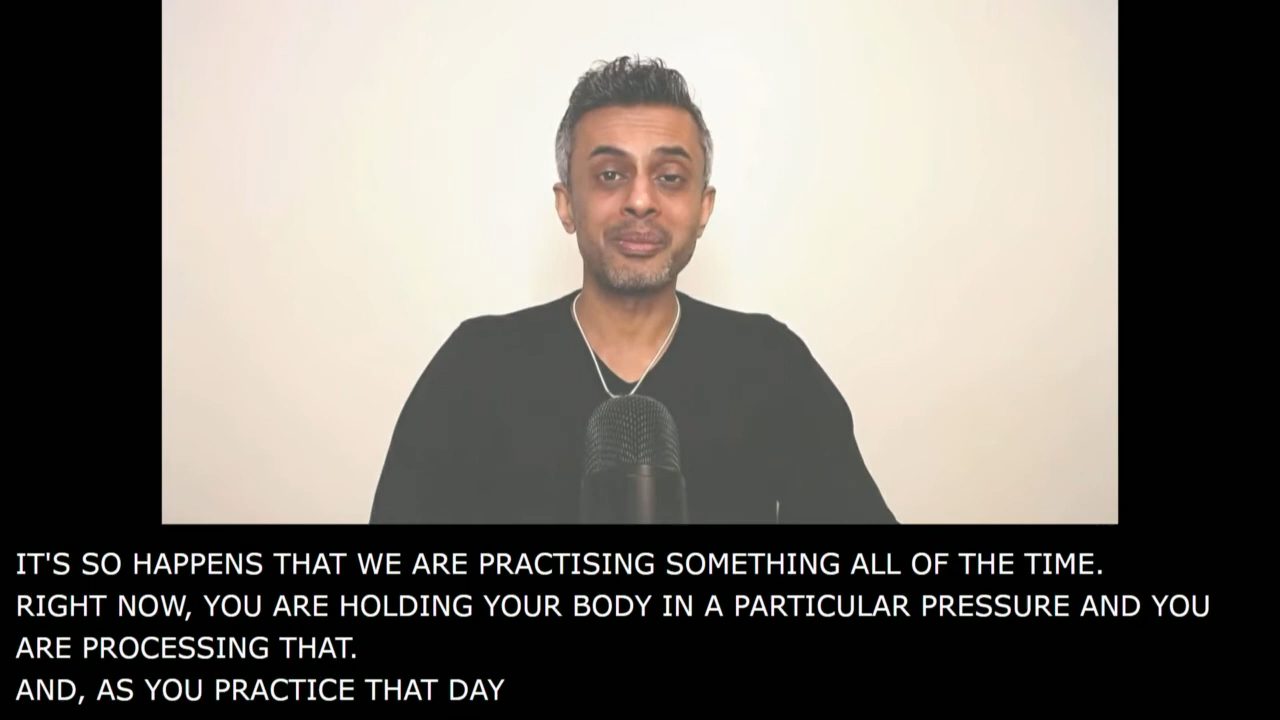 IT'S SO HAPPENS THAT WE ARE PRACTISING SOMETHING ALL OF THE TIME.
RIGHT NOW, YOU ARE HOLDING YOUR BODY IN A PARTICULAR PRESSURE AND YOU
ARE PROCESSING THAT.
AND, AS YOU PRACTICE THAT DAY